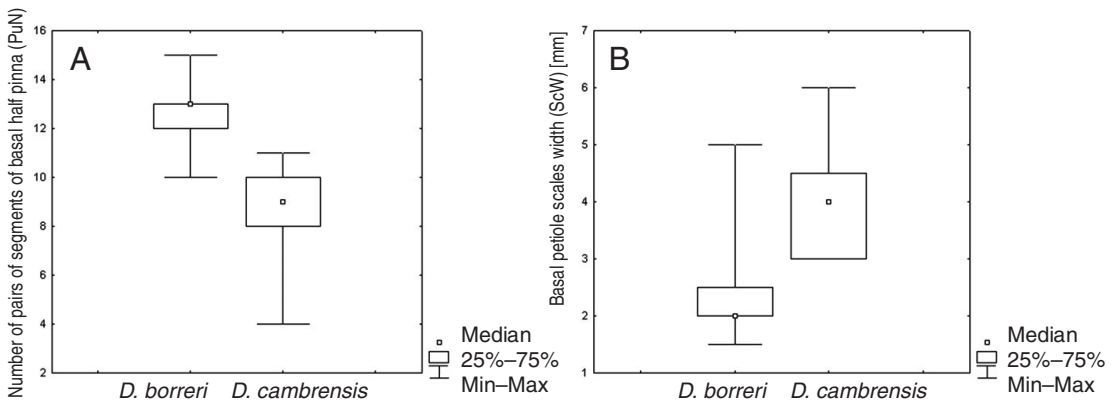 Number of pairs of segments of basal half pinna (PuN)
16
14
12
10
8
6
4
2
A
D. borreri D. cambrensis
Median
25%–75%
Min–Max
Basal petiole scales width (ScW) [mm]
7
6
5
4
3
2
1
B
D. borreri D. cambrensis
Median
25%–75%
Min–Max